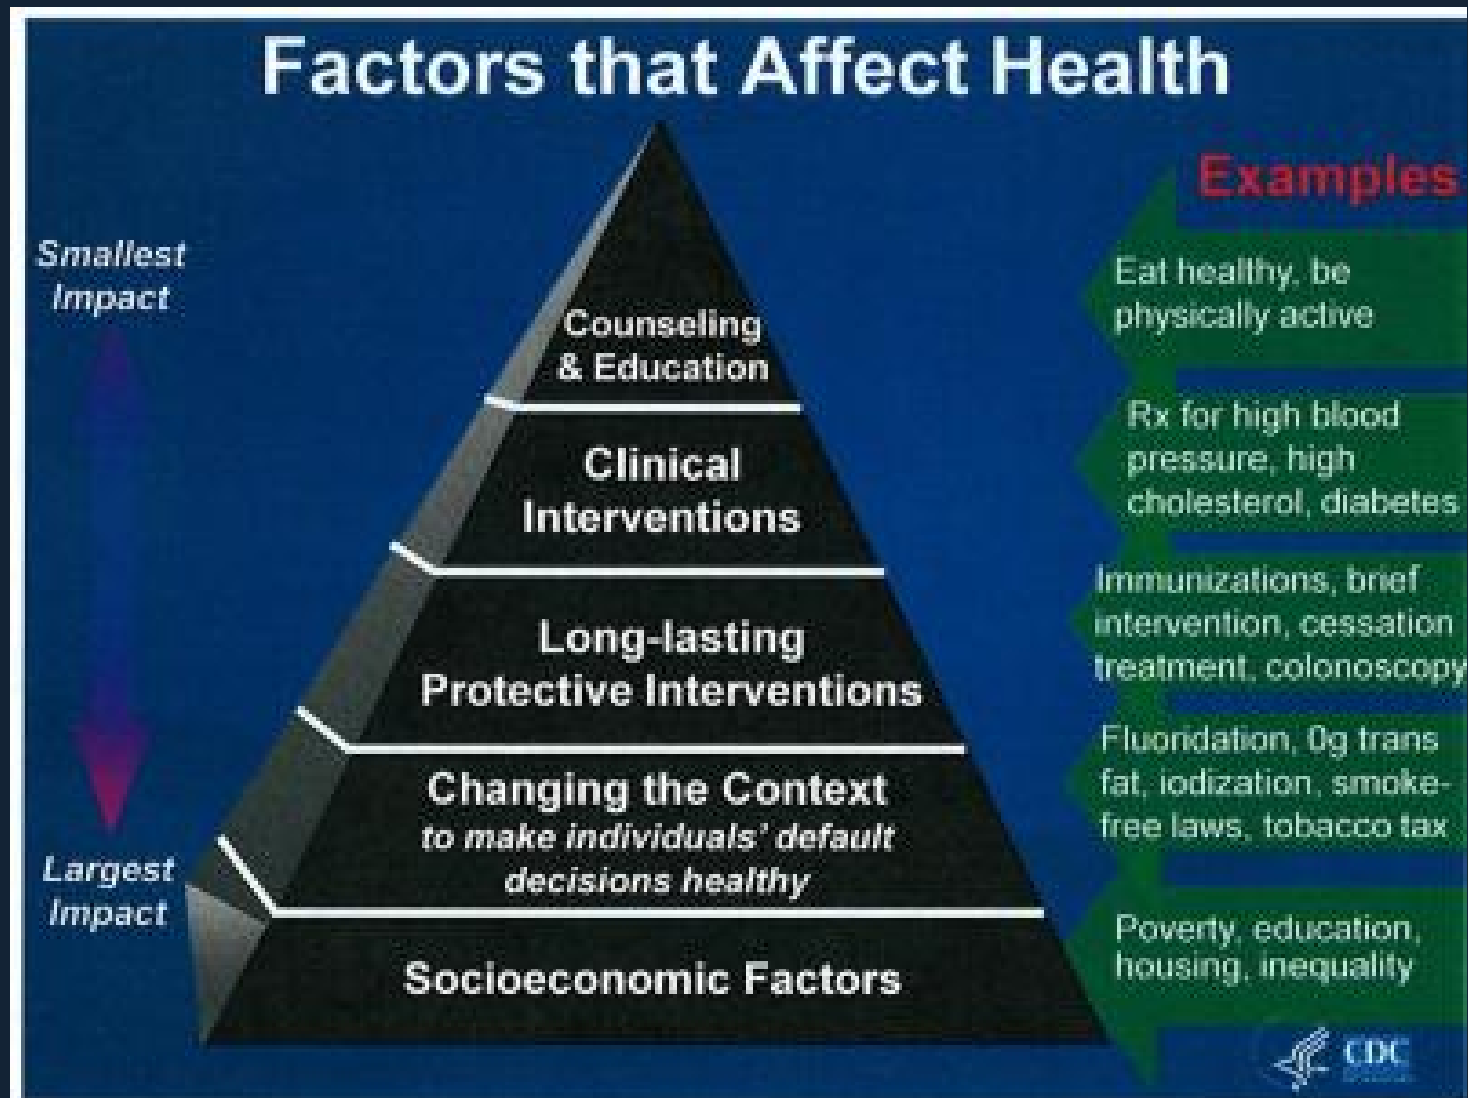 Factors that Affect Health
Examples
Smallest
Impact
Largest
Impact
Counseling
& Education
Clinical
Interventions
Long-lasting
Protective Interventions
Changing the Context
to make individuals' default
decisions healthy
Socioeconomic Factors
Eat healthy, be
physically active
Rx for high blood
pressure, high
cholesterol, diabetes
Immunizations, brief
intervention, cessation
treatment, colonoscopy
Fluoridation, 0g trans
fat, iodization, smoke-
free laws, tobacco tax
Poverty, education,
housing, inequality
CDC